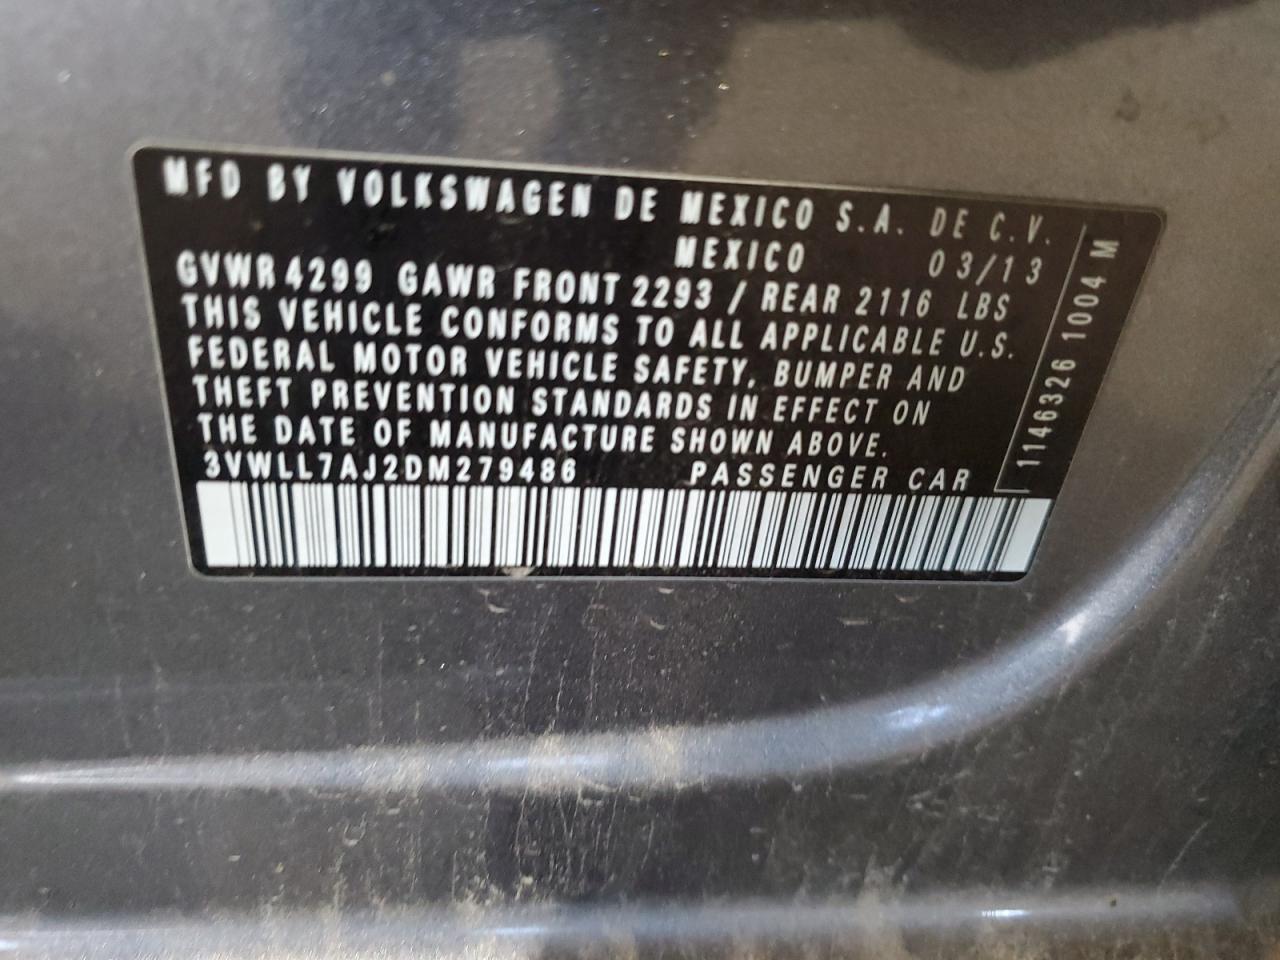 MFD BY VOLKSWAGEN DE MEXICO S.A. DE C.V.
MEXICO 03/13
GVWR 4299 GAWR FRONT 2293 / REAR 2116 LBS
THIS VEHICLE CONFORMS TO ALL APPLICABLE U.S.
FEDERAL MOTOR VEHICLE SAFETY, BUMPER AND
THEFT PREVENTION STANDARDS IN EFFECT ON
THE DATE OF MANUFACTURE SHOWN ABOVE.
3VWLL7AJ2DM279486 PASSENGER CAR
1146326 1004 M